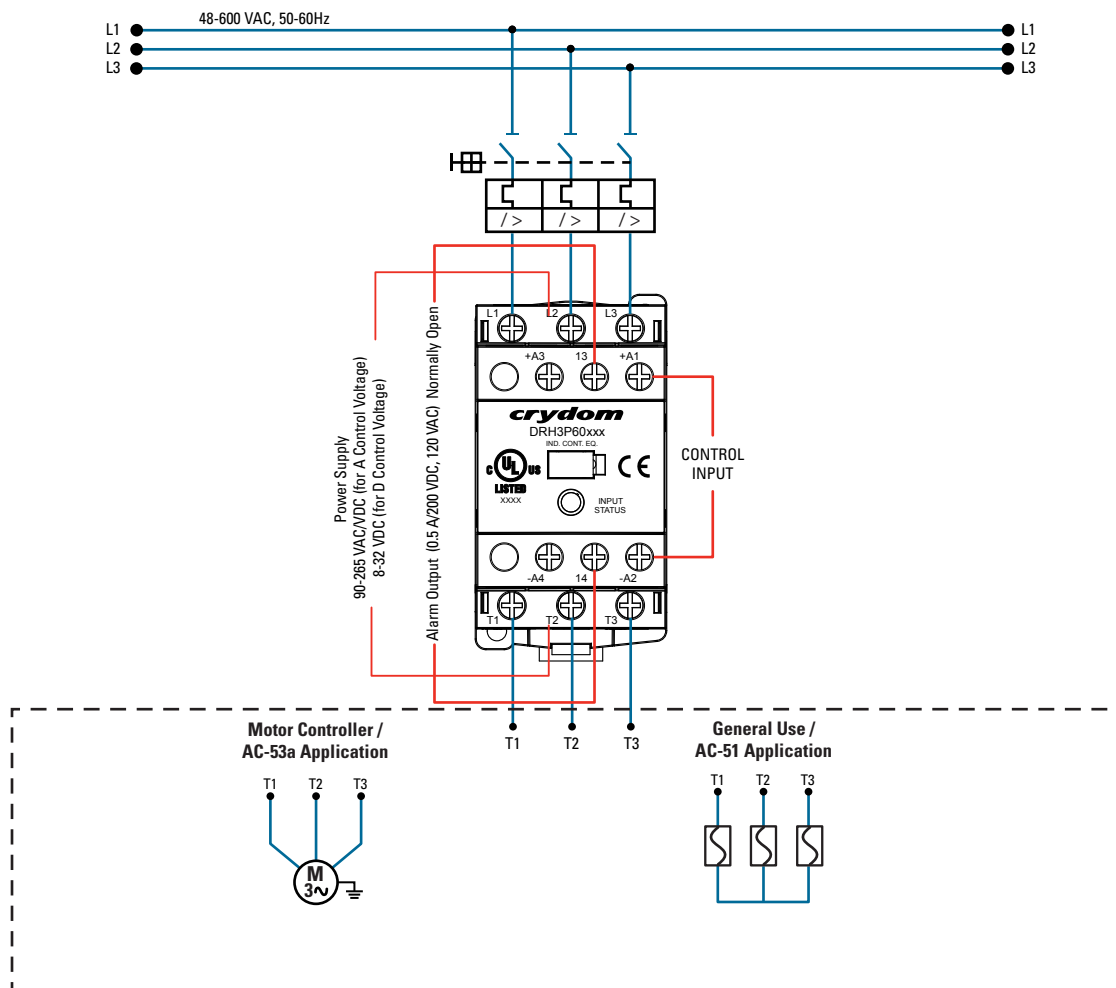 48-600 VAC, 50-60Hz
L1 L1
L2 L2
L3 L3
/ > / > / >
L1 L2 L3
+A3 13 +A1
crydom
DRH3P60xxx
IND. CONT. EQ.
C UL US
LISTED
XXXX
CE
INPUT
STATUS
CONTROL
INPUT
-A4 14 -A2
T1 T2 T3
Power Supply
90-265 VAC/VDC (for A Control Voltage)
8-32 VDC (for D Control Voltage)
Alarm Output (0.5 A/200 VDC, 120 VAC) Normally Open
T1 T2 T3
Motor Controller /
AC-53a Application
T1 T2 T3
M
3~
General Use /
AC-51 Application
T1 T2 T3